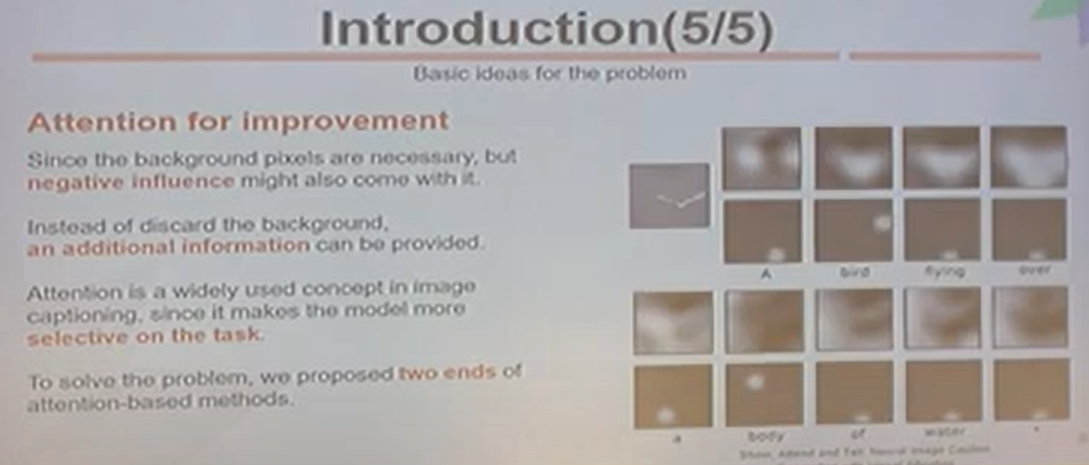 Introduction(5/5)
Basic ideas for the problem
Attention for improvement
Since the background pixels are necessary, but
negative influence might also come with it.
Instead of discard the background,
an additional information can be provided.
Attention is a widely used concept in image
captioning, since it makes the model more
selective on the task.
To solve the problem, we proposed two ends of
attention-based methods.
A bird flying over
a body of water .
Show, Attend and Tell: Neural Image Caption